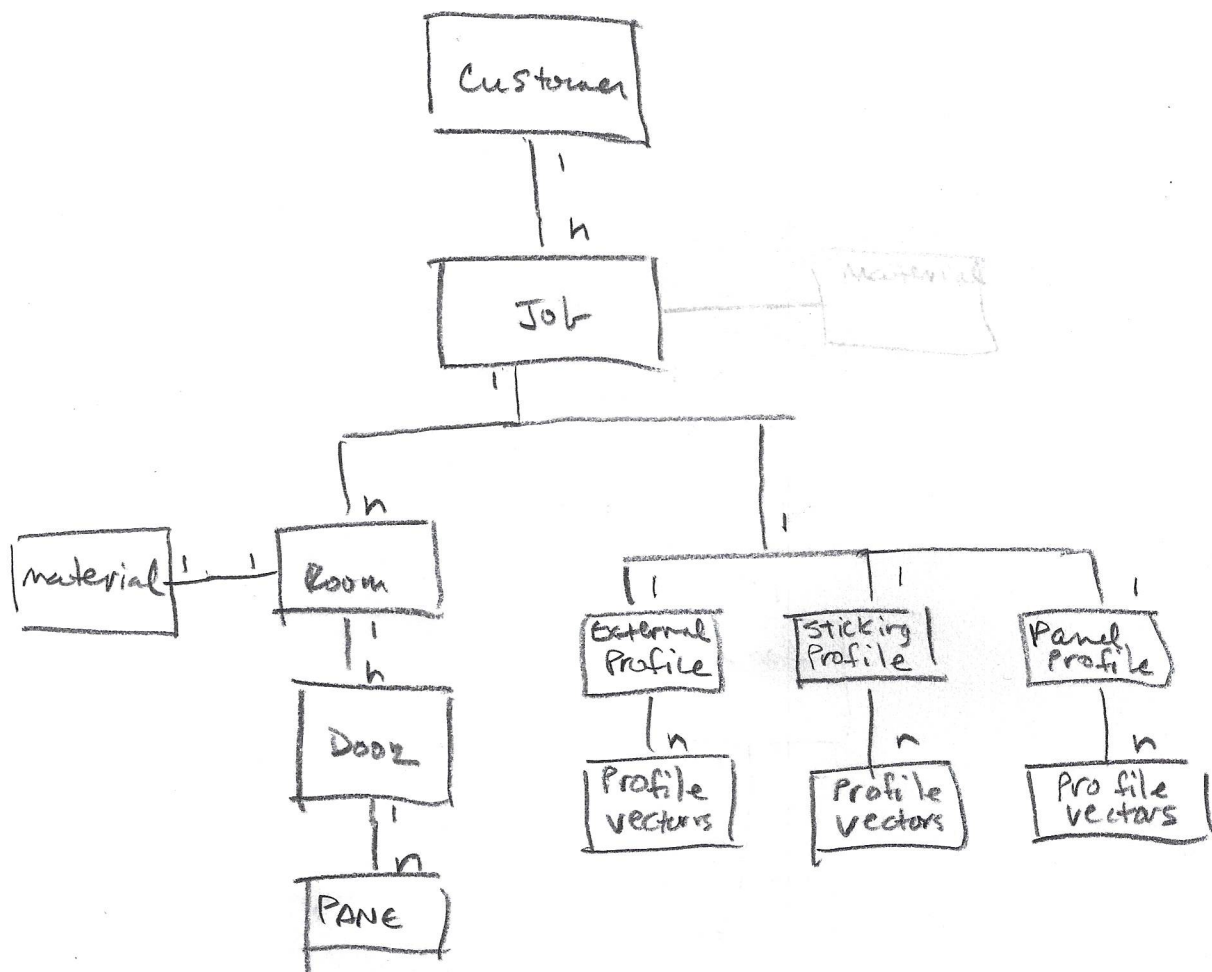 Customer
1
n
Job
Material
1
n
1
material
1
1
Room
1
n
Door
1
n
PANE
1
External
Profile
n
Profile
vectors
1
Sticking
Profile
n
Profile
vectors
1
Panel
Profile
n
Profile
vectors